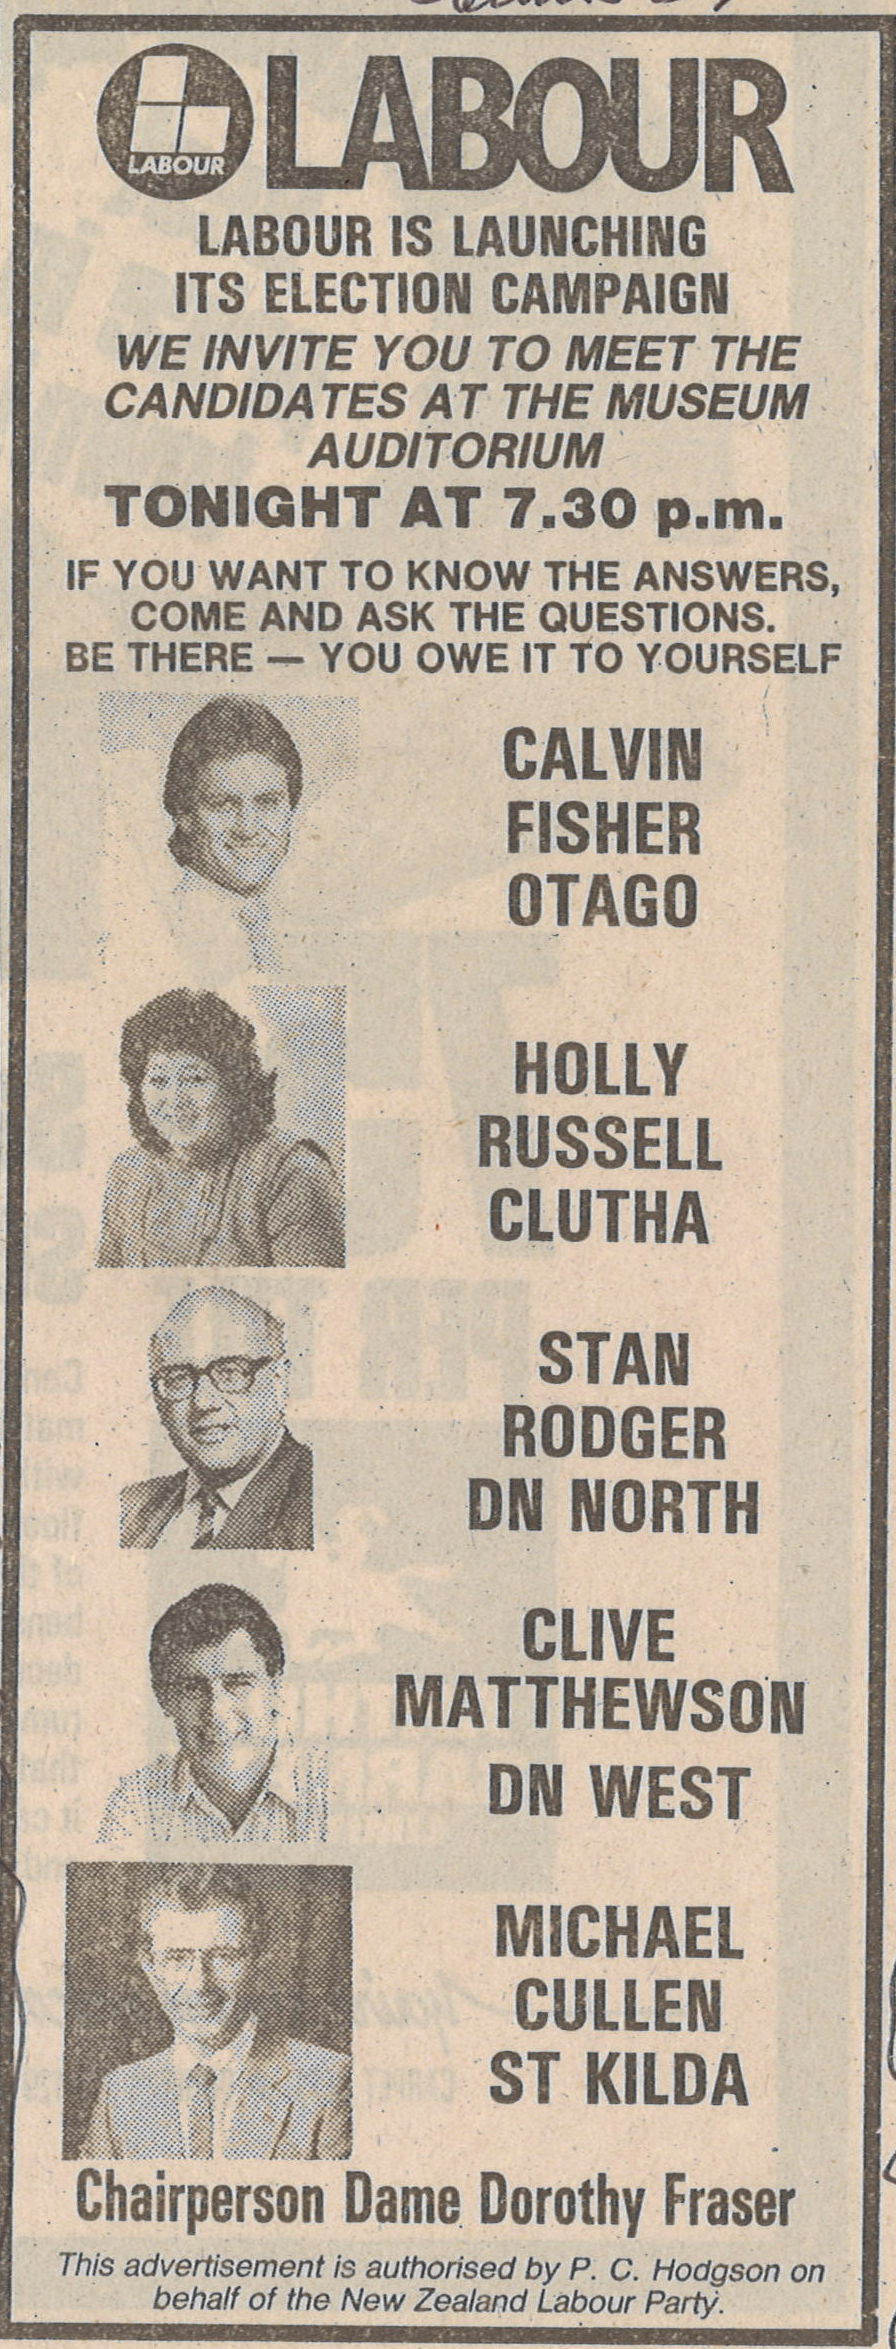 LABOUR
LABOUR
LABOUR IS LAUNCHING
ITS ELECTION CAMPAIGN
WE INVITE YOU TO MEET THE
CANDIDATES AT THE MUSEUM
AUDITORIUM
TONIGHT AT 7.30 p.m.
IF YOU WANT TO KNOW THE ANSWERS,
COME AND ASK THE QUESTIONS.
BE THERE — YOU OWE IT TO YOURSELF
CALVIN
FISHER
OTAGO
HOLLY
RUSSELL
CLUTHA
STAN
RODGER
DN NORTH
CLIVE
MATTHEWSON
DN WEST
MICHAEL
CULLEN
ST KILDA
Chairperson Dame Dorothy Fraser
This advertisement is authorised by P. C. Hodgson on
behalf of the New Zealand Labour Party.